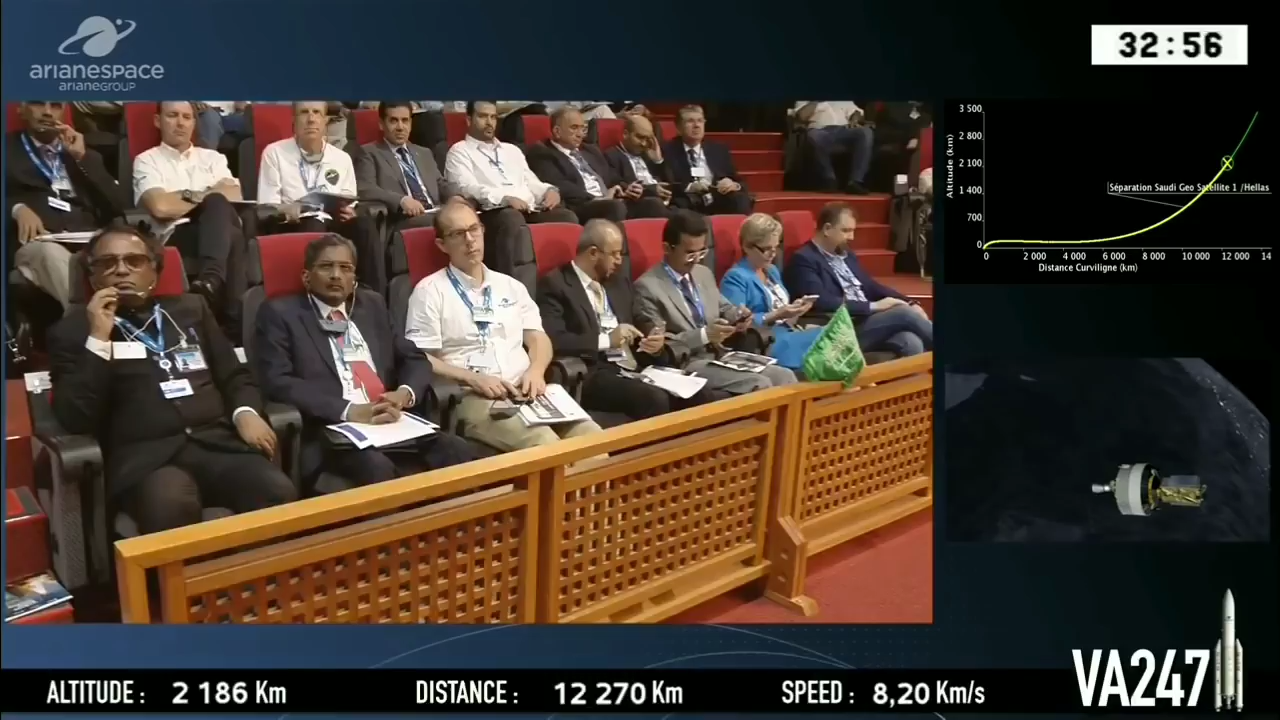 arianespace
arianeGROUP
32:56
3 500
2 800
2 100
1 400
700
0
Altitude (km)
Séparation Saudi Geo Satellite 1 /Hellas
0 2 000 4 000 6 000 8 000 10 000 12 000 14
Distance Curviligne (km)
ALTITUDE : 2 186 Km
DISTANCE : 12 270 Km
SPEED : 8,20 Km/s
VA247